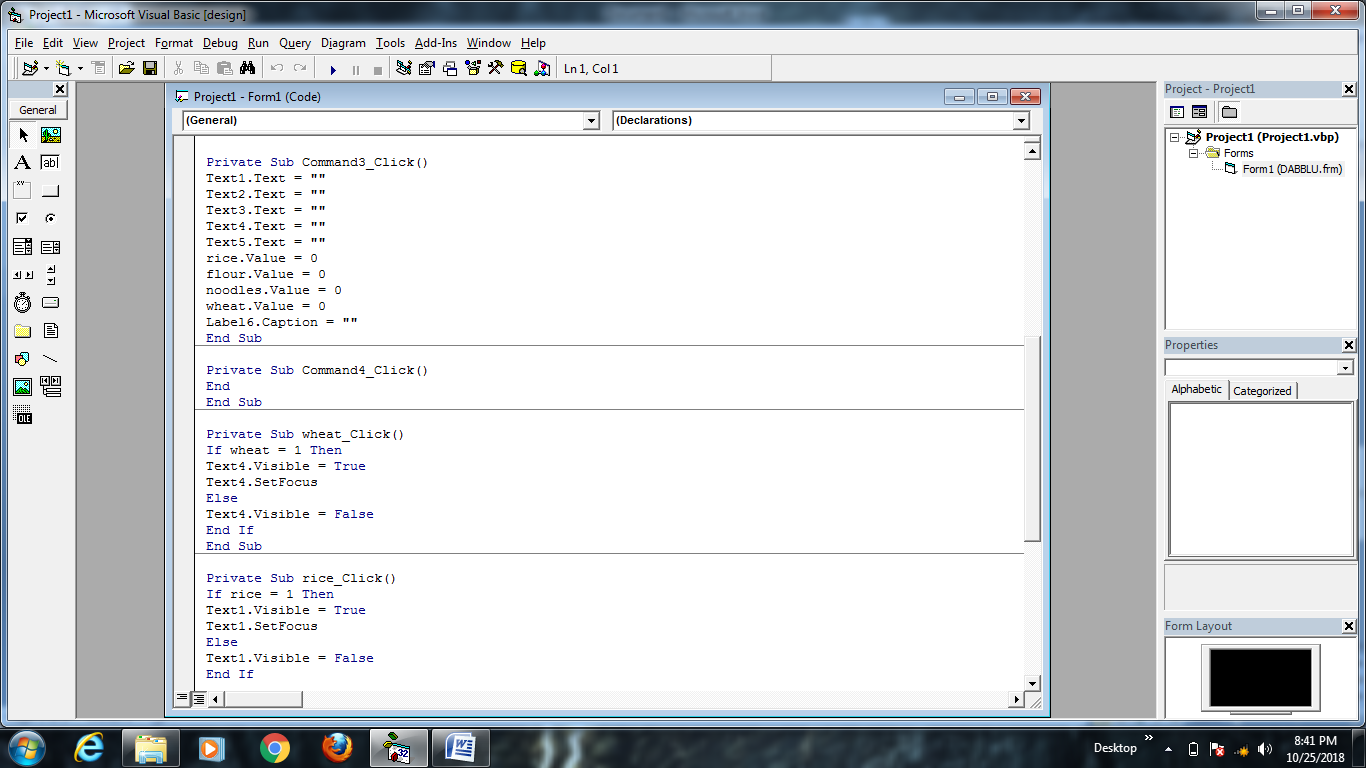 Project1 - Microsoft Visual Basic [design]
File Edit View Project Format Debug Run Query Diagram Tools Add-Ins Window Help
Ln 1, Col 1
General
A
ab
XY
OLE
Project1 - Form1 (Code)
(General) (Declarations)
Private Sub Command3_Click()
Text1.Text = ""
Text2.Text = ""
Text3.Text = ""
Text4.Text = ""
Text5.Text = ""
rice.Value = 0
flour.Value = 0
noodles.Value = 0
wheat.Value = 0
Label6.Caption = ""
End Sub
Private Sub Command4_Click()
End
End Sub
Private Sub wheat_Click()
If wheat = 1 Then
Text4.Visible = True
Text4.SetFocus
Else
Text4.Visible = False
End If
End Sub
Private Sub rice_Click()
If rice = 1 Then
Text1.Visible = True
Text1.SetFocus
Else
Text1.Visible = False
End If
Project - Project1
Project1 (Project1.vbp)
Forms
Form1 (DABBLU.frm)
Properties
Alphabetic Categorized
Form Layout
32
W
Desktop
8:41 PM
10/25/2018